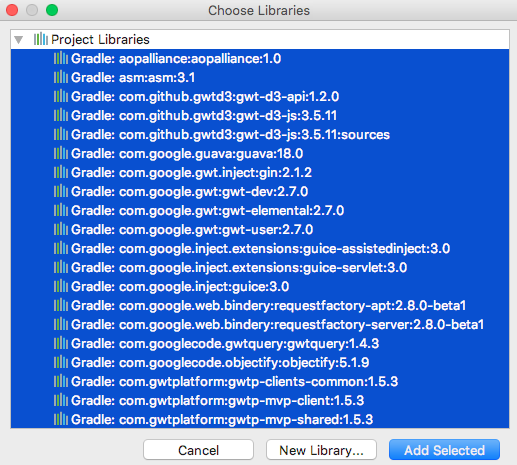 Choose Libraries
Project Libraries
Gradle: aopalliance:aopalliance:1.0
Gradle: asm:asm:3.1
Gradle: com.github.gwtd3:gwt-d3-api:1.2.0
Gradle: com.github.gwtd3:gwt-d3-js:3.5.11
Gradle: com.github.gwtd3:gwt-d3-js:3.5.11:sources
Gradle: com.google.guava:guava:18.0
Gradle: com.google.gwt.inject:gin:2.1.2
Gradle: com.google.gwt:gwt-dev:2.7.0
Gradle: com.google.gwt:gwt-elemental:2.7.0
Gradle: com.google.gwt:gwt-user:2.7.0
Gradle: com.google.inject.extensions:guice-assistedinject:3.0
Gradle: com.google.inject.extensions:guice-servlet:3.0
Gradle: com.google.inject:guice:3.0
Gradle: com.google.web.bindery:requestfactory-apt:2.8.0-beta1
Gradle: com.google.web.bindery:requestfactory-server:2.8.0-beta1
Gradle: com.googlecode.gwtquery:gwtquery:1.4.3
Gradle: com.googlecode.objectify:objectify:5.1.9
Gradle: com.gwtplatform:gwtp-clients-common:1.5.3
Gradle: com.gwtplatform:gwtp-mvp-client:1.5.3
Gradle: com.gwtplatform:gwtp-mvp-shared:1.5.3
Cancel New Library... Add Selected